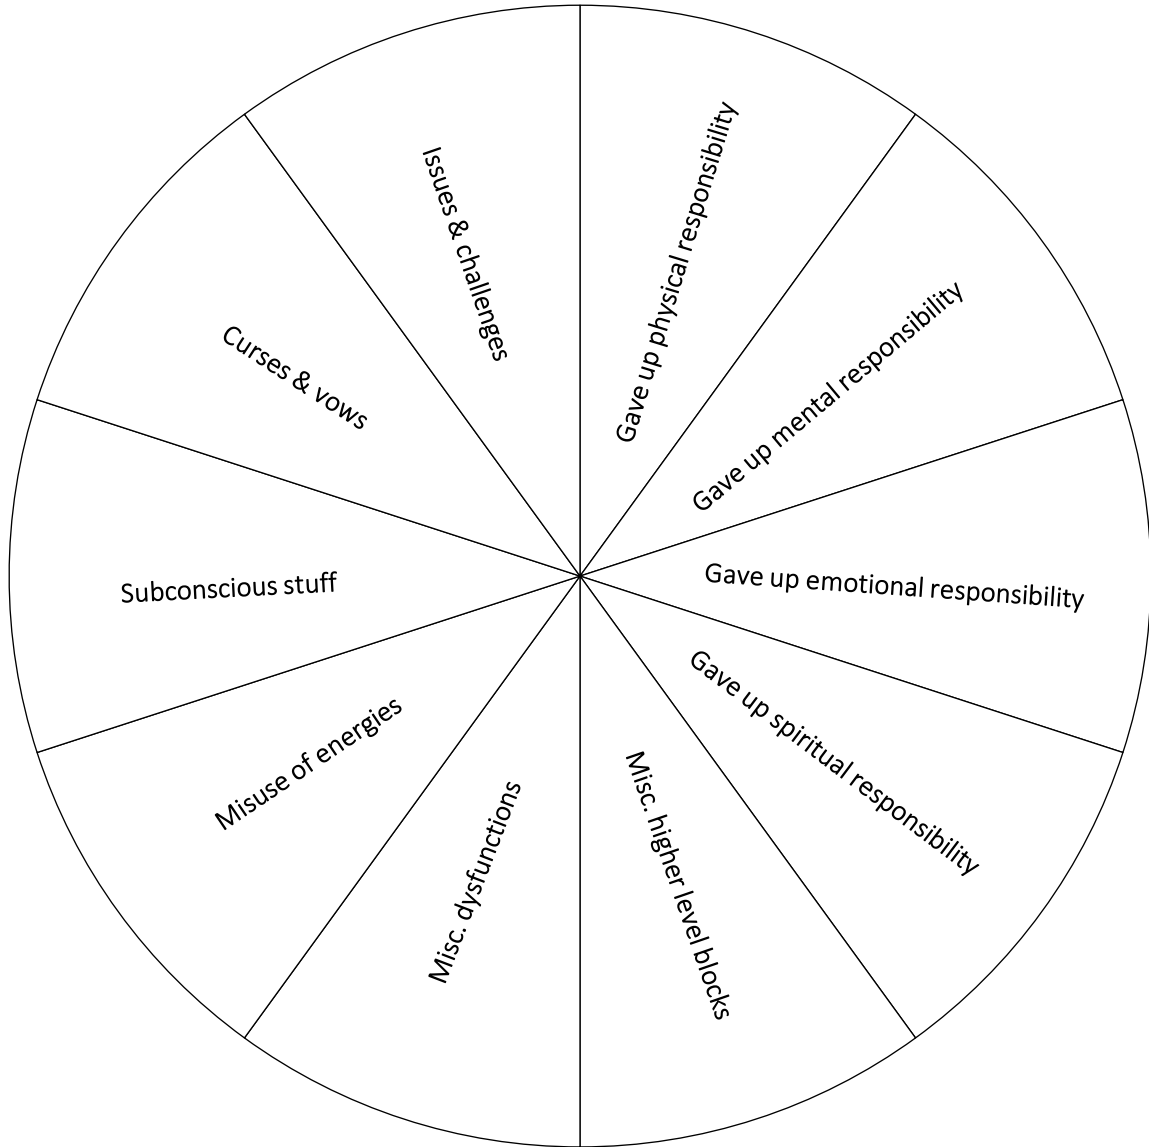 Gave up physical responsibility
Gave up mental responsibility
Gave up emotional responsibility
Gave up spiritual responsibility
Misc. higher level blocks
Misc. dysfunctions
Misuse of energies
Subconscious stuff
Curses & vows
Issues & challenges